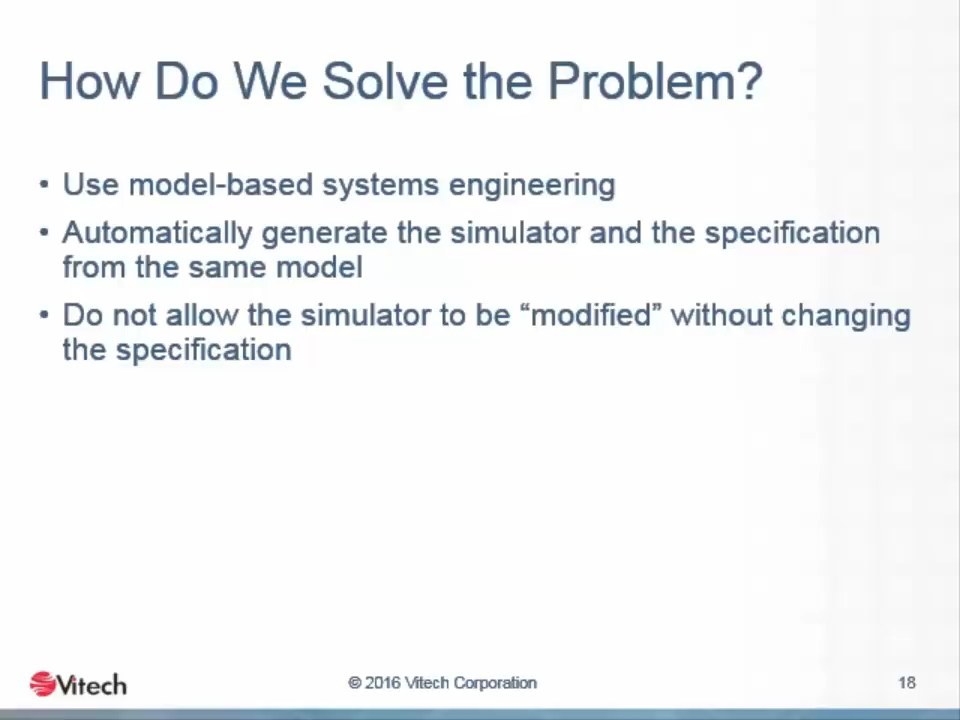 How Do We Solve the Problem?
• Use model-based systems engineering
• Automatically generate the simulator and the specification
from the same model
• Do not allow the simulator to be “modified” without changing
the specification
Vitech
© 2016 Vitech Corporation
18